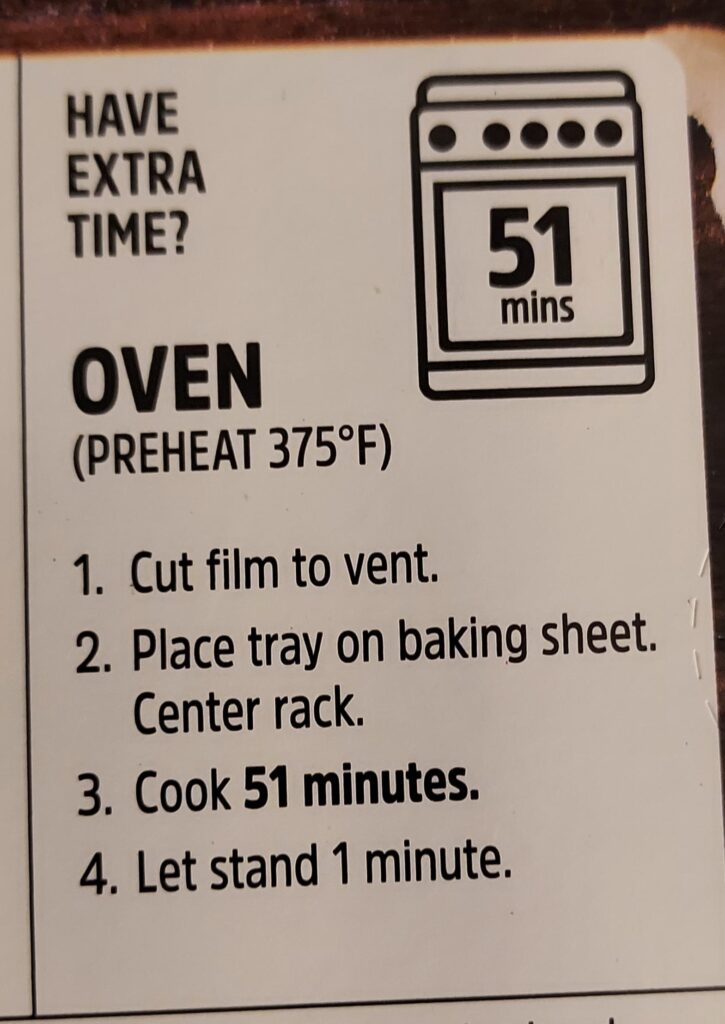 HAVE
EXTRA
TIME?
51
mins
OVEN
(PREHEAT 375°F)
1. Cut film to vent.
2. Place tray on baking sheet.
Center rack.
3. Cook 51 minutes.
4. Let stand 1 minute.